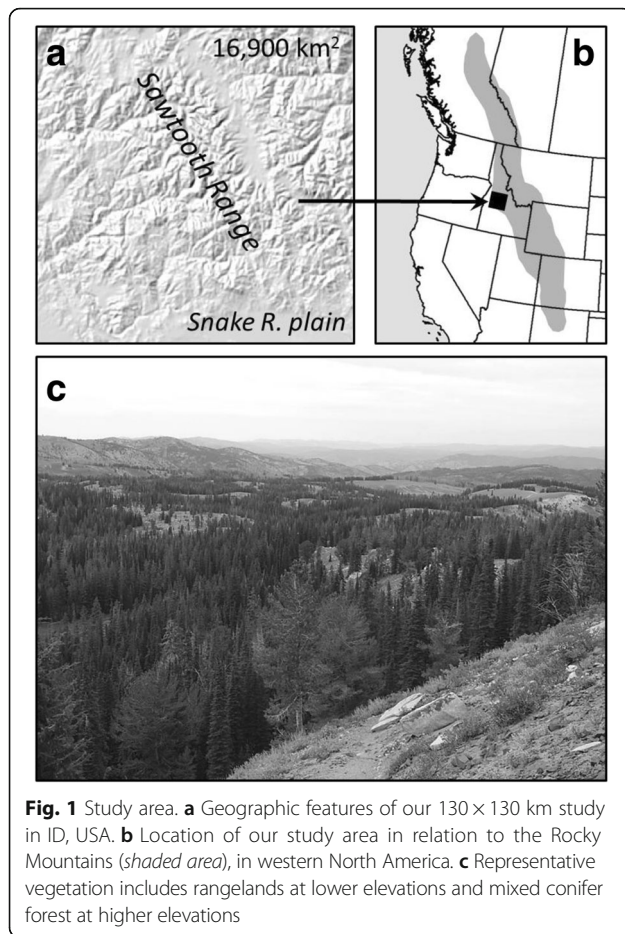 a
16,900 km²
Sawtooth Range
Snake R. plain
b
c
Fig. 1 Study area. a Geographic features of our 130 × 130 km study
in ID, USA. b Location of our study area in relation to the Rocky
Mountains (shaded area), in western North America. c Representative
vegetation includes rangelands at lower elevations and mixed conifer
forest at higher elevations